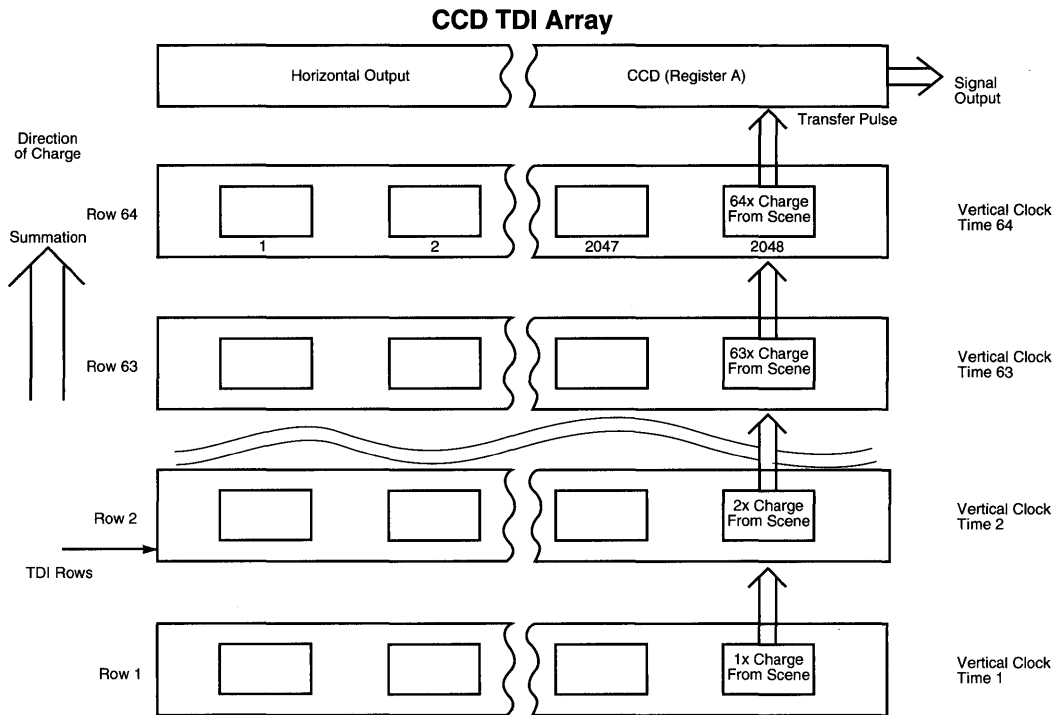 CCD TDI Array
Horizontal Output
CCD (Register A)
Signal
Output
Transfer Pulse
Direction
of Charge
Summation
Row 64
1
2
2047
2048
64x Charge
From Scene
Vertical Clock
Time 64
Row 63
63x Charge
From Scene
Vertical Clock
Time 63
Row 2
2x Charge
From Scene
Vertical Clock
Time 2
TDI Rows
Row 1
1x Charge
From Scene
Vertical Clock
Time 1